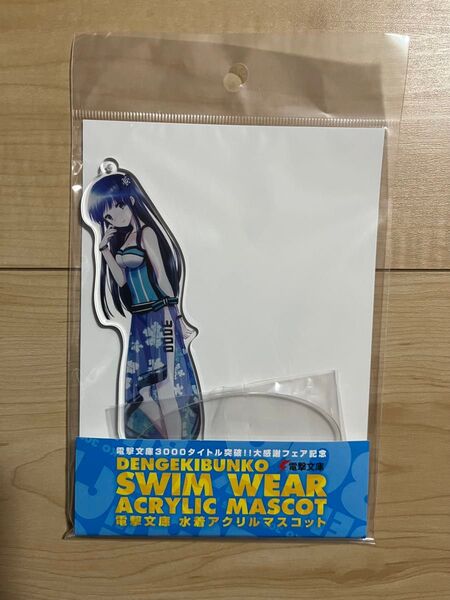 電撃文庫3000タイトル突破!!大感謝フェア記念
DENGEKIBUNKO 電撃文庫
SWIM WEAR
ACRYLIC MASCOT
電撃文庫 水着アクリルマスコット